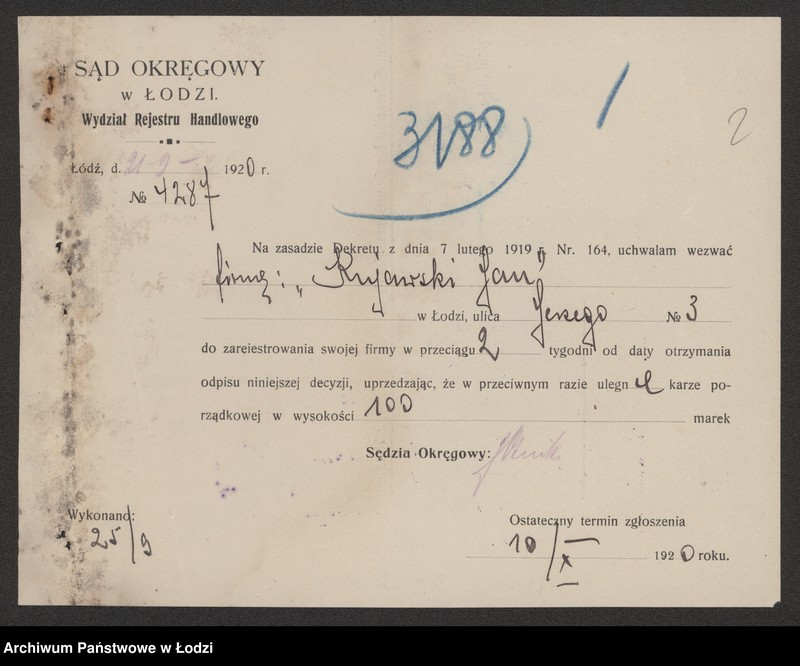 SĄD OKRĘGOWY
w ŁODZI.
Wydział Rejestru Handlowego
Łódź, d. 21-9- 1920 r.
№ 4287
3188
2
Na zasadzie Dekretu z dnia 7 lutego 1919 r. Nr. 164, uchwalam wezwać
firmę: „Kujawski Jan”
w Łodzi, ulica Jerzego № 3
do zarejestrowania swojej firmy w przeciągu 2 tygodni od daty otrzymania
odpisu niniejszej decyzji, uprzedzając, że w przeciwnym razie ulegnie karze po-
rządkowej w wysokości 100 marek
Sędzia Okręgowy:
Wykonano:
25/9
Ostateczny termin zgłoszenia
10/X 1920 roku.
Archiwum Państwowe w Łodzi